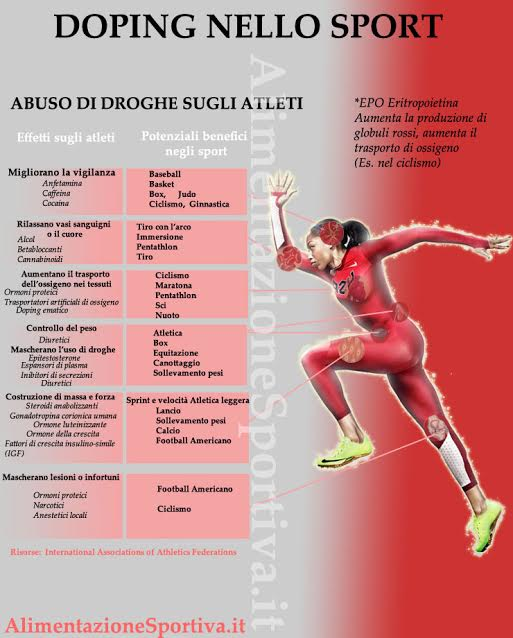 DOPING NELLO SPORT
ABUSO DI DROGHE SUGLI ATLETI
*EPO Eritropoietina
Aumenta la produzione di
globuli rossi, aumenta il
trasporto di ossigeno
(Es. nel ciclismo)
Effetti sugli atleti
Potenziali benefici
negli sport
Migliorano la vigilanza
Anfetamina
Caffeina
Cocaina
Baseball
Basket
Box, Judo
Ciclismo, Ginnastica
Rilassano vasi sanguigni
o il cuore
Alcol
Betabloccanti
Cannabinoidi
Tiro con l'arco
Immersione
Pentathlon
Tiro
Aumentano il trasporto
dell'ossigeno nei tessuti
Ormoni proteici
Trasportatori artificiali di ossigeno
Doping ematico
Ciclismo
Maratona
Pentathlon
Sci
Nuoto
Controllo del peso
Diuretici
Mascherano l'uso di droghe
Epitestosterone
Espansori di plasma
Inibitori di secrezioni
Diuretici
Atletica
Box
Equitazione
Canottaggio
Sollevamento pesi
Costruzione di massa e forza
Steroidi anabolizzanti
Gonadotropina corionica umana
Ormone luteinizzante
Ormone della crescita
Fattori di crescita insulino-simile
(IGF)
Sprint e velocità Atletica leggera
Lancio
Sollevamento pesi
Calcio
Football Americano
Mascherano lesioni o infortuni
Ormoni proteici
Narcotici
Anestetici locali
Football Americano
Ciclismo
Risorse: International Associations of Athletics Federations
AlimentazioneSportiva.it
AlimentazioneSportiva.it